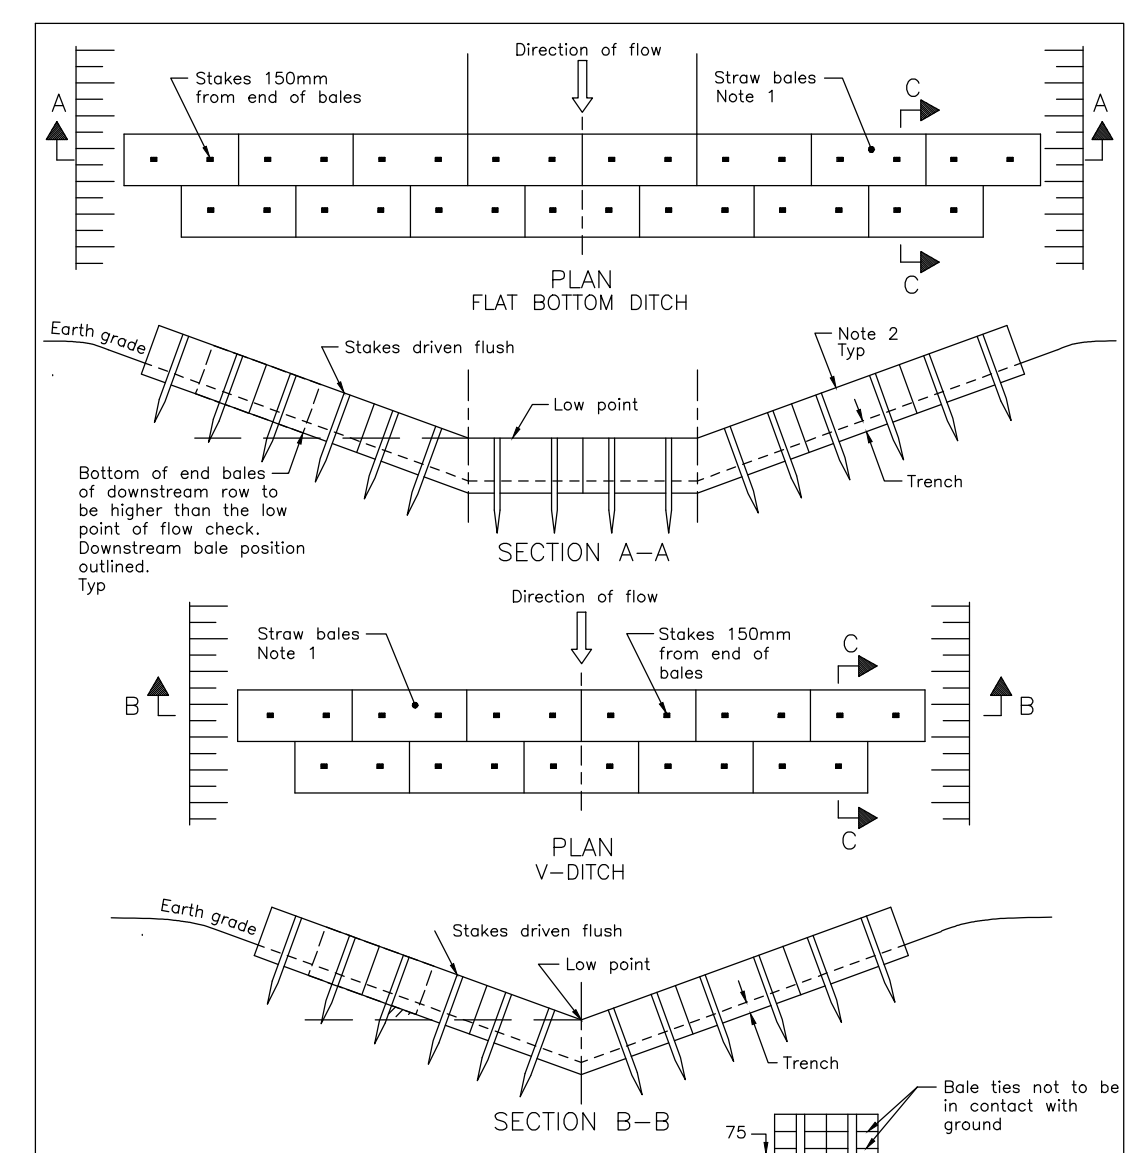 Direction of flow
Stakes 150mm
from end of bales
Straw bales
Note 1
C
A
A
C
PLAN
FLAT BOTTOM DITCH
Earth grade
Stakes driven flush
Note 2
Typ
Low point
Bottom of end bales
of downstream row to
be higher than the low
point of flow check.
Downstream bale position
outlined.
Typ
Trench
SECTION A-A
Direction of flow
Straw bales
Note 1
Stakes 150mm
from end of
bales
C
B
B
C
PLAN
V-DITCH
Earth grade
Stakes driven flush
Low point
Trench
SECTION B-B
Bale ties not to be
in contact with
ground
75